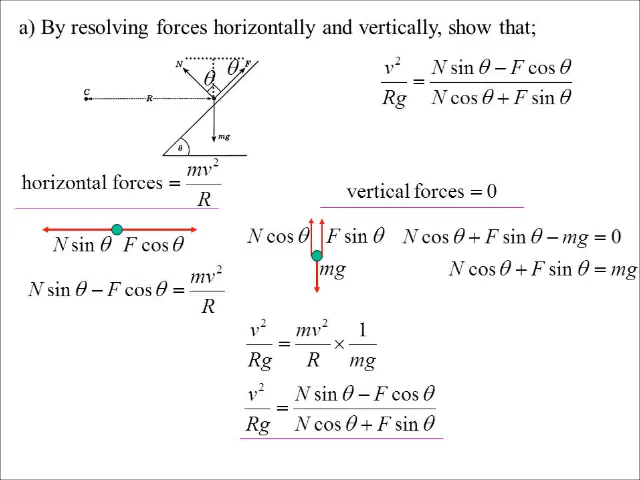 a) By resolving forces horizontally and vertically, show that;
v²/Rg = (N sin θ − F cos θ)/(N cos θ + F sin θ)
N θ θ F
C R
mg
θ
horizontal forces = mv²/R
vertical forces = 0
N sin θ F cos θ
N cos θ F sin θ
mg
N cos θ + F sin θ − mg = 0
N cos θ + F sin θ = mg
N sin θ − F cos θ = mv²/R
v²/Rg = mv²/R × 1/mg
v²/Rg = (N sin θ − F cos θ)/(N cos θ + F sin θ)